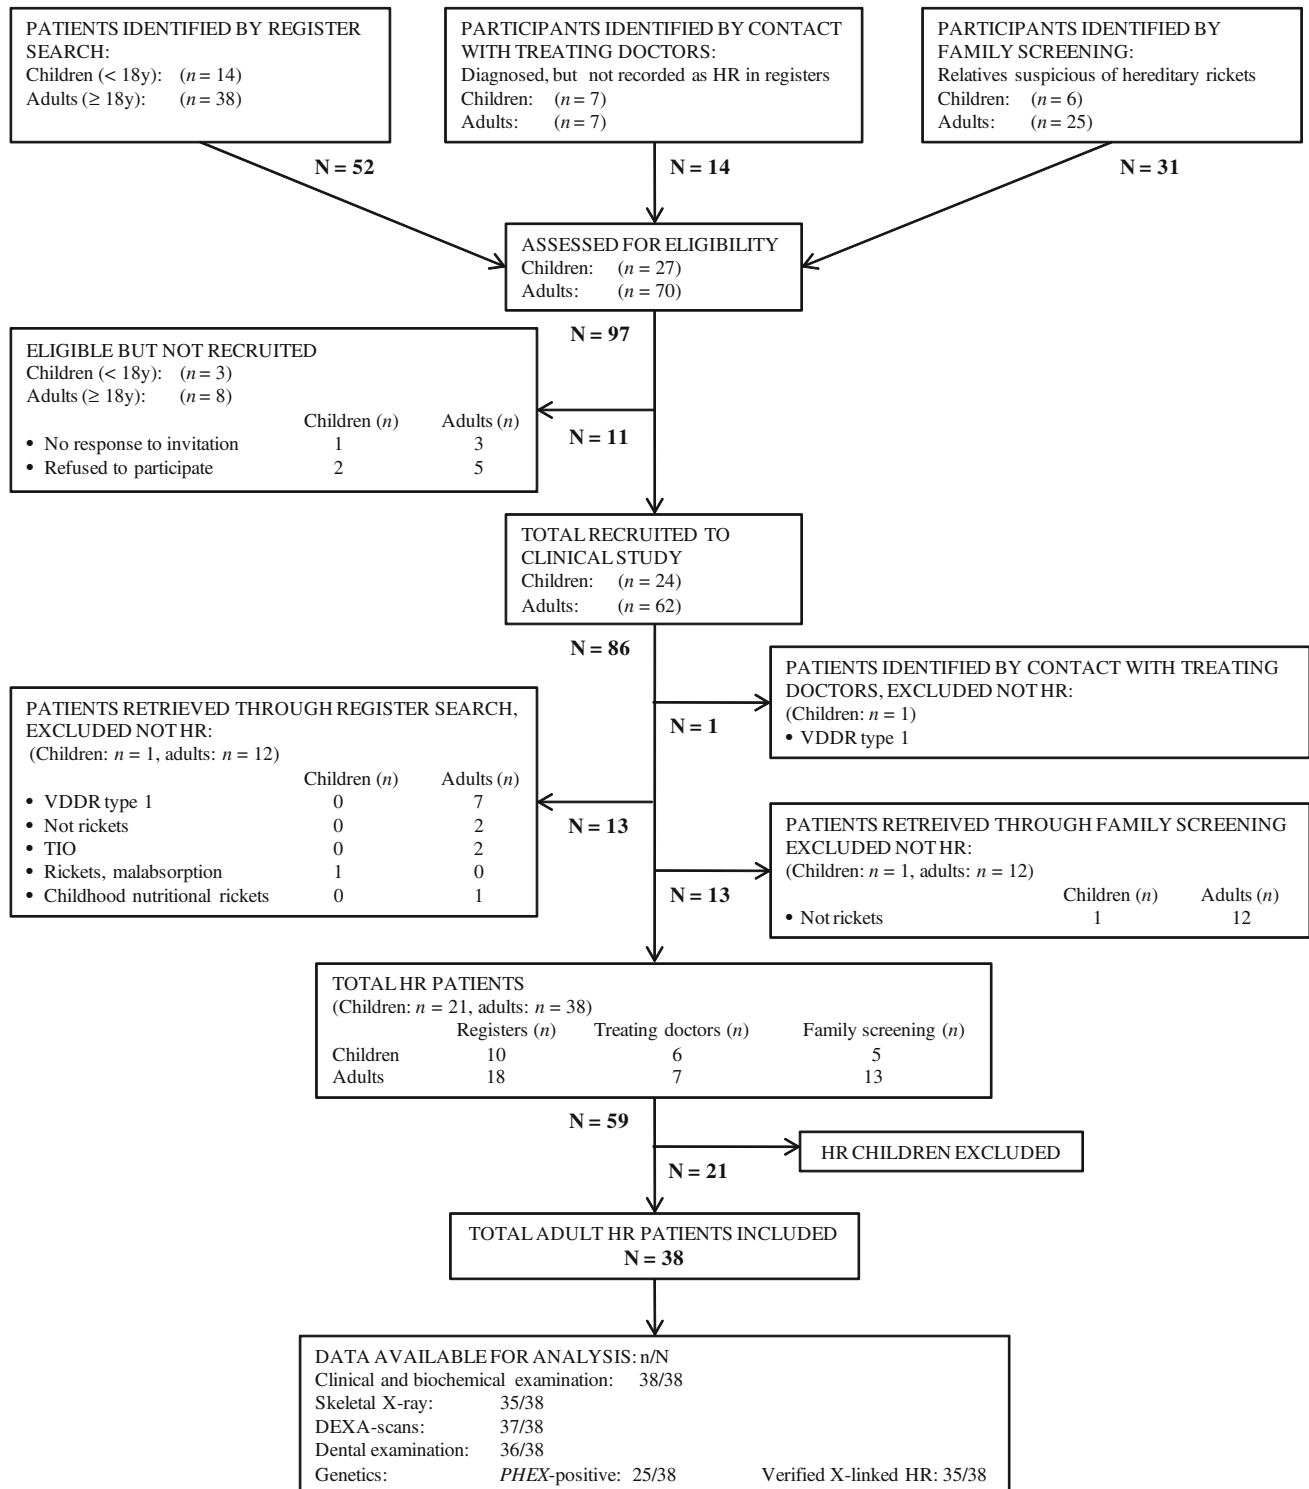 PATIENTS IDENTIFIED BY REGISTER
SEARCH:
Children (< 18y): (n = 14)
Adults (≥ 18y): (n = 38)
PARTICIPANTS IDENTIFIED BY CONTACT
WITH TREATING DOCTORS:
Diagnosed, but not recorded as HR in registers
Children: (n = 7)
Adults: (n = 7)
PARTICIPANTS IDENTIFIED BY
FAMILY SCREENING:
Relatives suspicious of hereditary rickets
Children: (n = 6)
Adults: (n = 25)
N = 52
N = 14
N = 31
ASSESSED FOR ELIGIBILITY
Children: (n = 27)
Adults: (n = 70)
N = 97
ELIGIBLE BUT NOT RECRUITED
Children (< 18y): (n = 3)
Adults (≥ 18y): (n = 8)
Children (n) Adults (n)
• No response to invitation 1 3
• Refused to participate 2 5
N = 11
TOTAL RECRUITED TO
CLINICAL STUDY
Children: (n = 24)
Adults: (n = 62)
N = 86
PATIENTS IDENTIFIED BY CONTACT WITH TREATING
DOCTORS, EXCLUDED NOT HR:
(Children: n = 1)
• VDDR type 1
N = 1
PATIENTS RETRIEVED THROUGH REGISTER SEARCH,
EXCLUDED NOT HR:
(Children: n = 1, adults: n = 12)
Children (n) Adults (n)
• VDDR type 1 0 7
• Not rickets 0 2
• TIO 0 2
• Rickets, malabsorption 1 0
• Childhood nutritional rickets 0 1
N = 13
PATIENTS RETREIVED THROUGH FAMILY SCREENING
EXCLUDED NOT HR:
(Children: n = 1, adults: n = 12)
Children (n) Adults (n)
• Not rickets 1 12
N = 13
TOTAL HR PATIENTS
(Children: n = 21, adults: n = 38)
Registers (n) Treating doctors (n) Family screening (n)
Children 10 6 5
Adults 18 7 13
N = 59
HR CHILDREN EXCLUDED
N = 21
TOTAL ADULT HR PATIENTS INCLUDED
N = 38
DATA AVAILABLE FOR ANALYSIS: n/N
Clinical and biochemical examination: 38/38
Skeletal X-ray: 35/38
DEXA-scans: 37/38
Dental examination: 36/38
Genetics: PHEX-positive: 25/38 Verified X-linked HR: 35/38